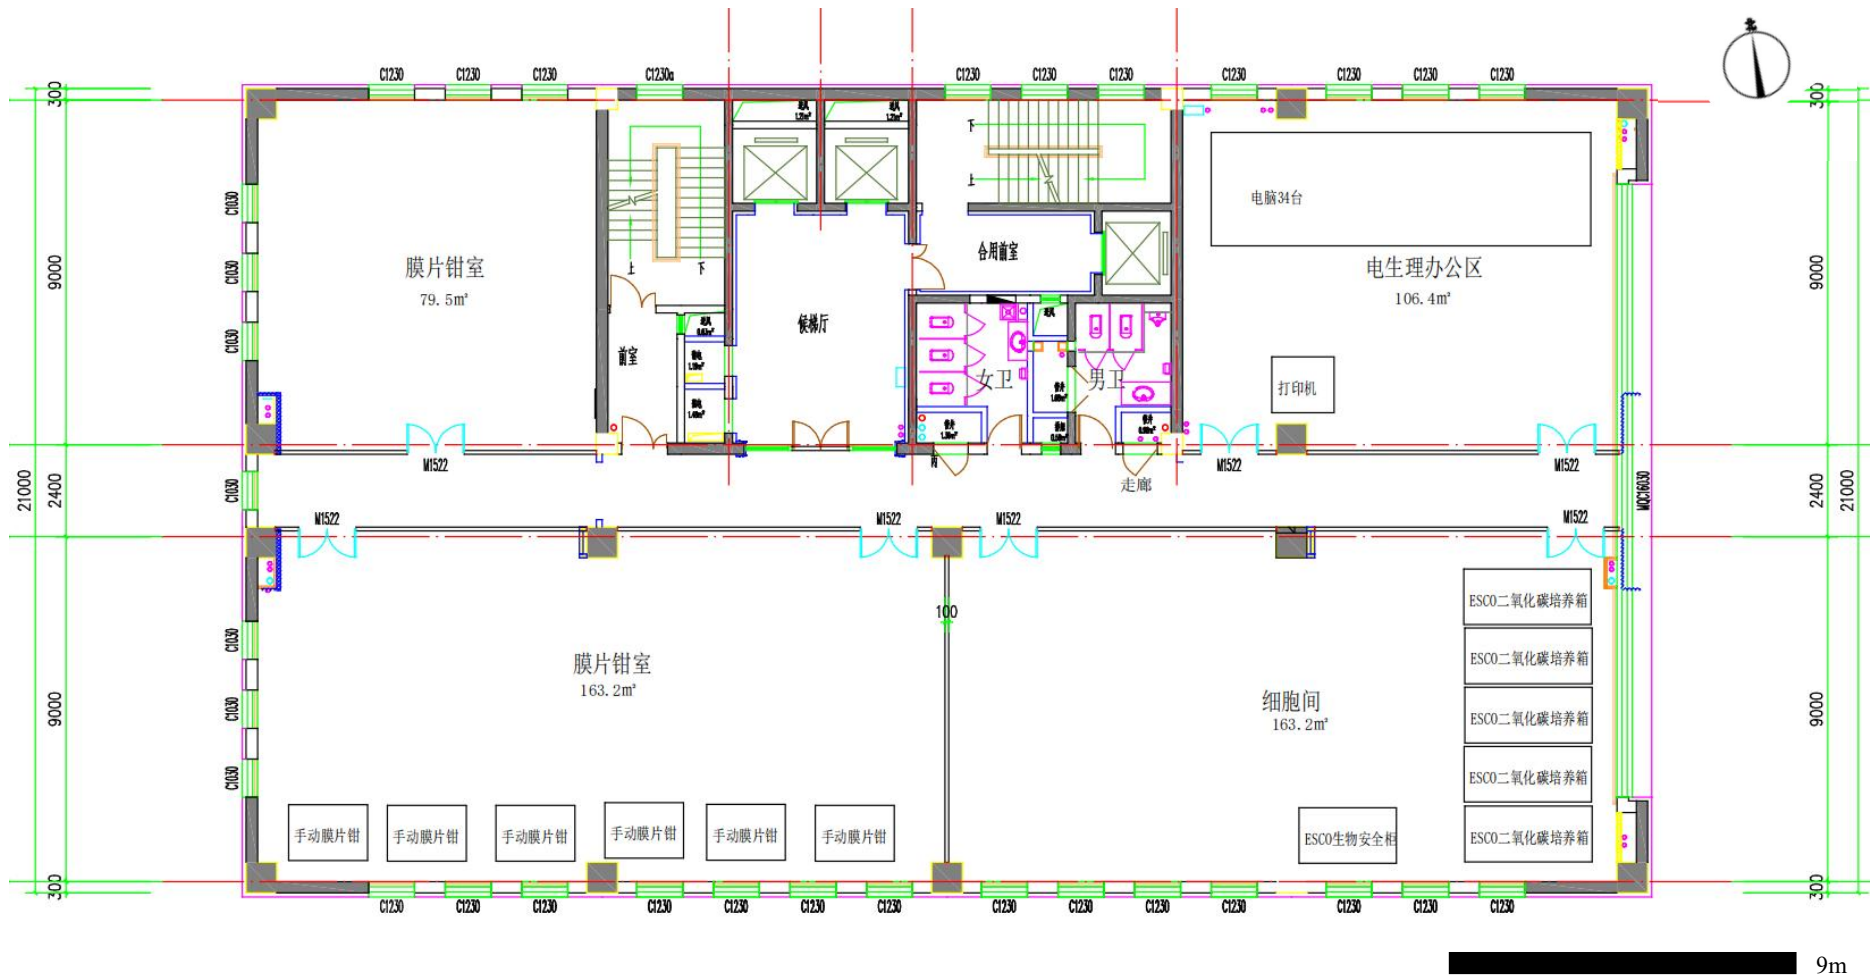 北
C1230
C1230
C1230
C1230a
C1230
C1230
C1230
C1230
C1230
C1230
C1230
300
300
下
上
C1030
电脑34台
9000
C1030
膜片钳室
79.5m²
上
下
合用前室
电生理办公区
106.4m²
9000
C1030
前室
候梯厅
女卫
男卫
打印机
M1522
M1522
M1522
走廊
21000
2400
C1030
MQC16030
2400
21000
M1522
M1522
M1522
M1522
100
C1030
膜片钳室
163.2m²
细胞间
163.2m²
ESCO二氧化碳培养箱
ESCO二氧化碳培养箱
ESCO二氧化碳培养箱
ESCO二氧化碳培养箱
ESCO二氧化碳培养箱
9000
C1030
C1030
9000
手动膜片钳
手动膜片钳
手动膜片钳
手动膜片钳
手动膜片钳
手动膜片钳
ESCO生物安全柜
300
300
C1230
C1230
C1230
C1230
C1230
C1230
C1230
C1230
C1230
C1230
C1230
C1230
C1230
C1230
9m